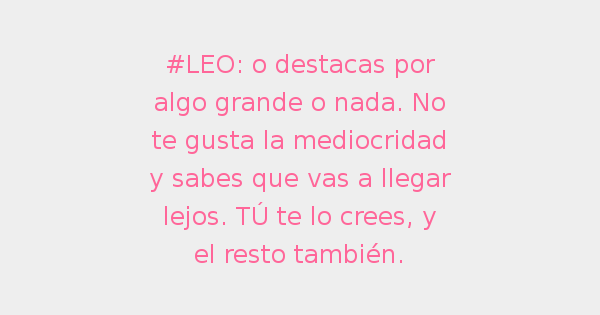 #LEO: o destacas por
algo grande o nada. No
te gusta la mediocridad
y sabes que vas a llegar
lejos. TÚ te lo crees, y
el resto también.